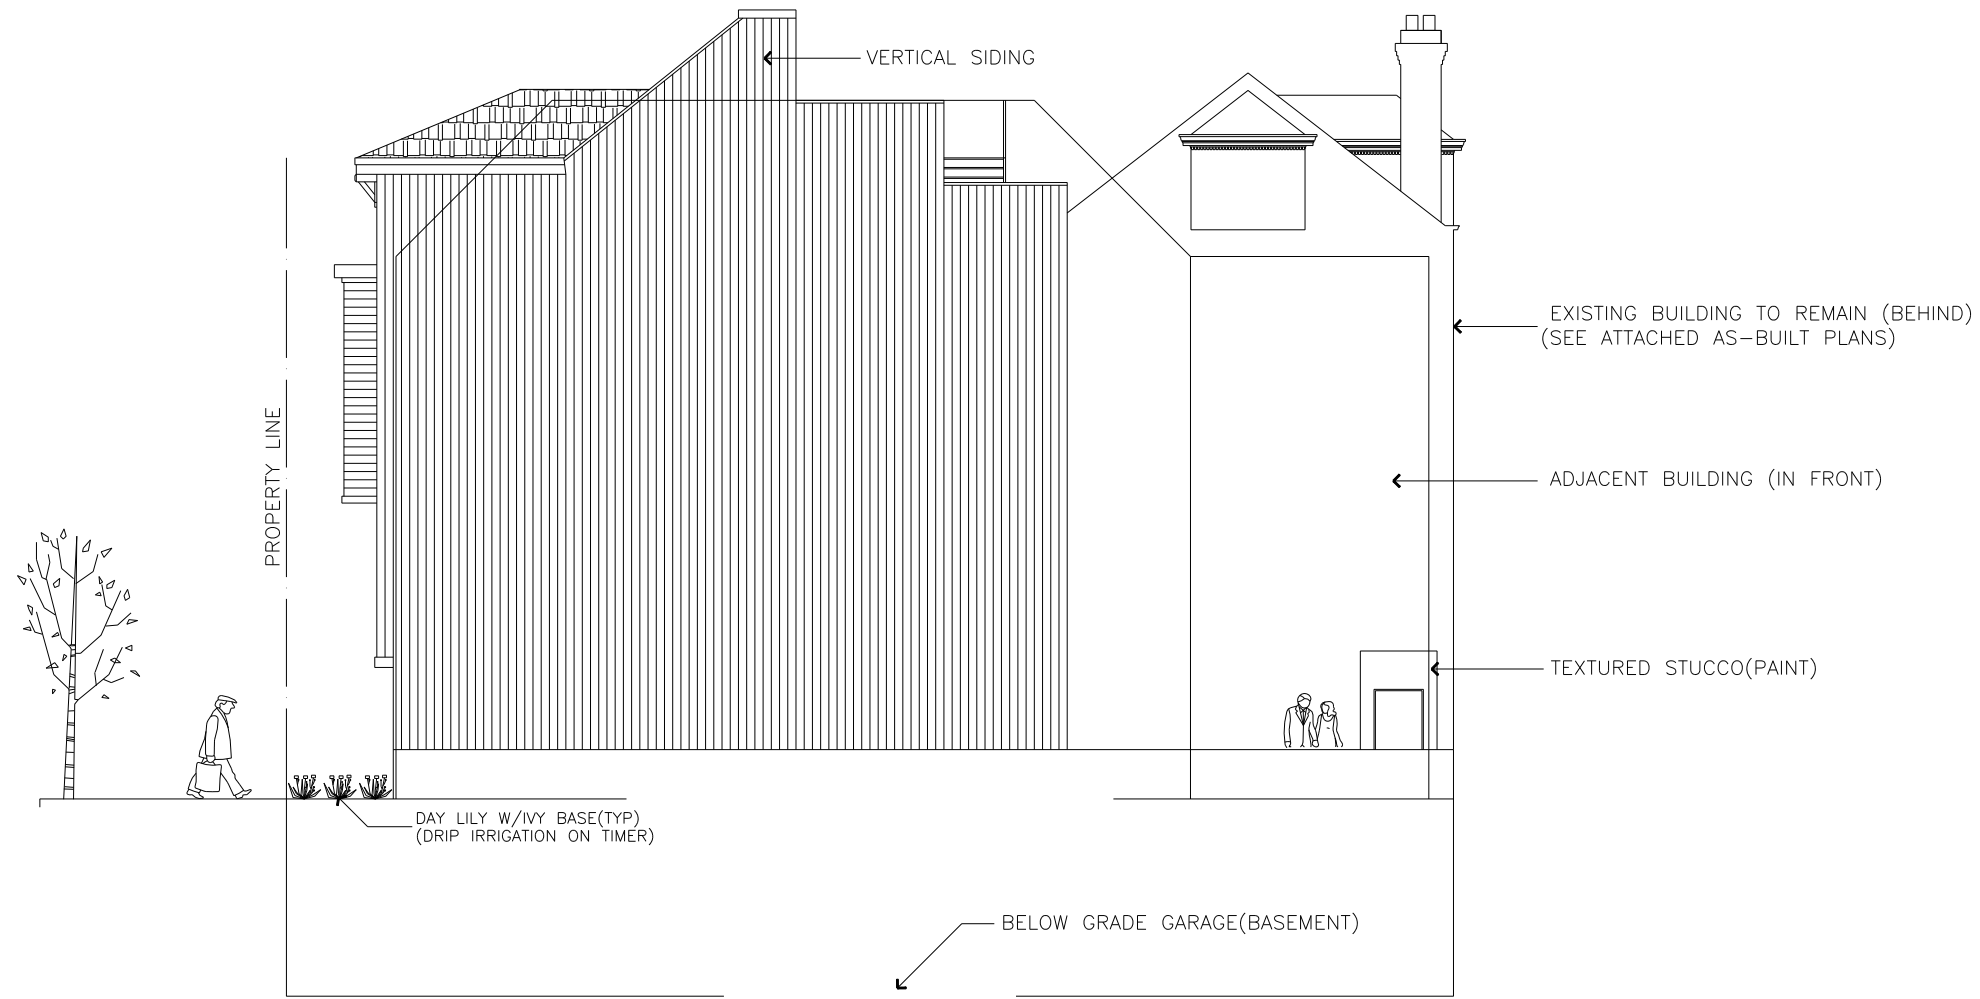 VERTICAL SIDING
EXISTING BUILDING TO REMAIN (BEHIND)
(SEE ATTACHED AS-BUILT PLANS)
PROPERTY LINE
ADJACENT BUILDING (IN FRONT)
TEXTURED STUCCO(PAINT)
DAY LILY W/IVY BASE(TYP)
(DRIP IRRIGATION ON TIMER)
BELOW GRADE GARAGE(BASEMENT)